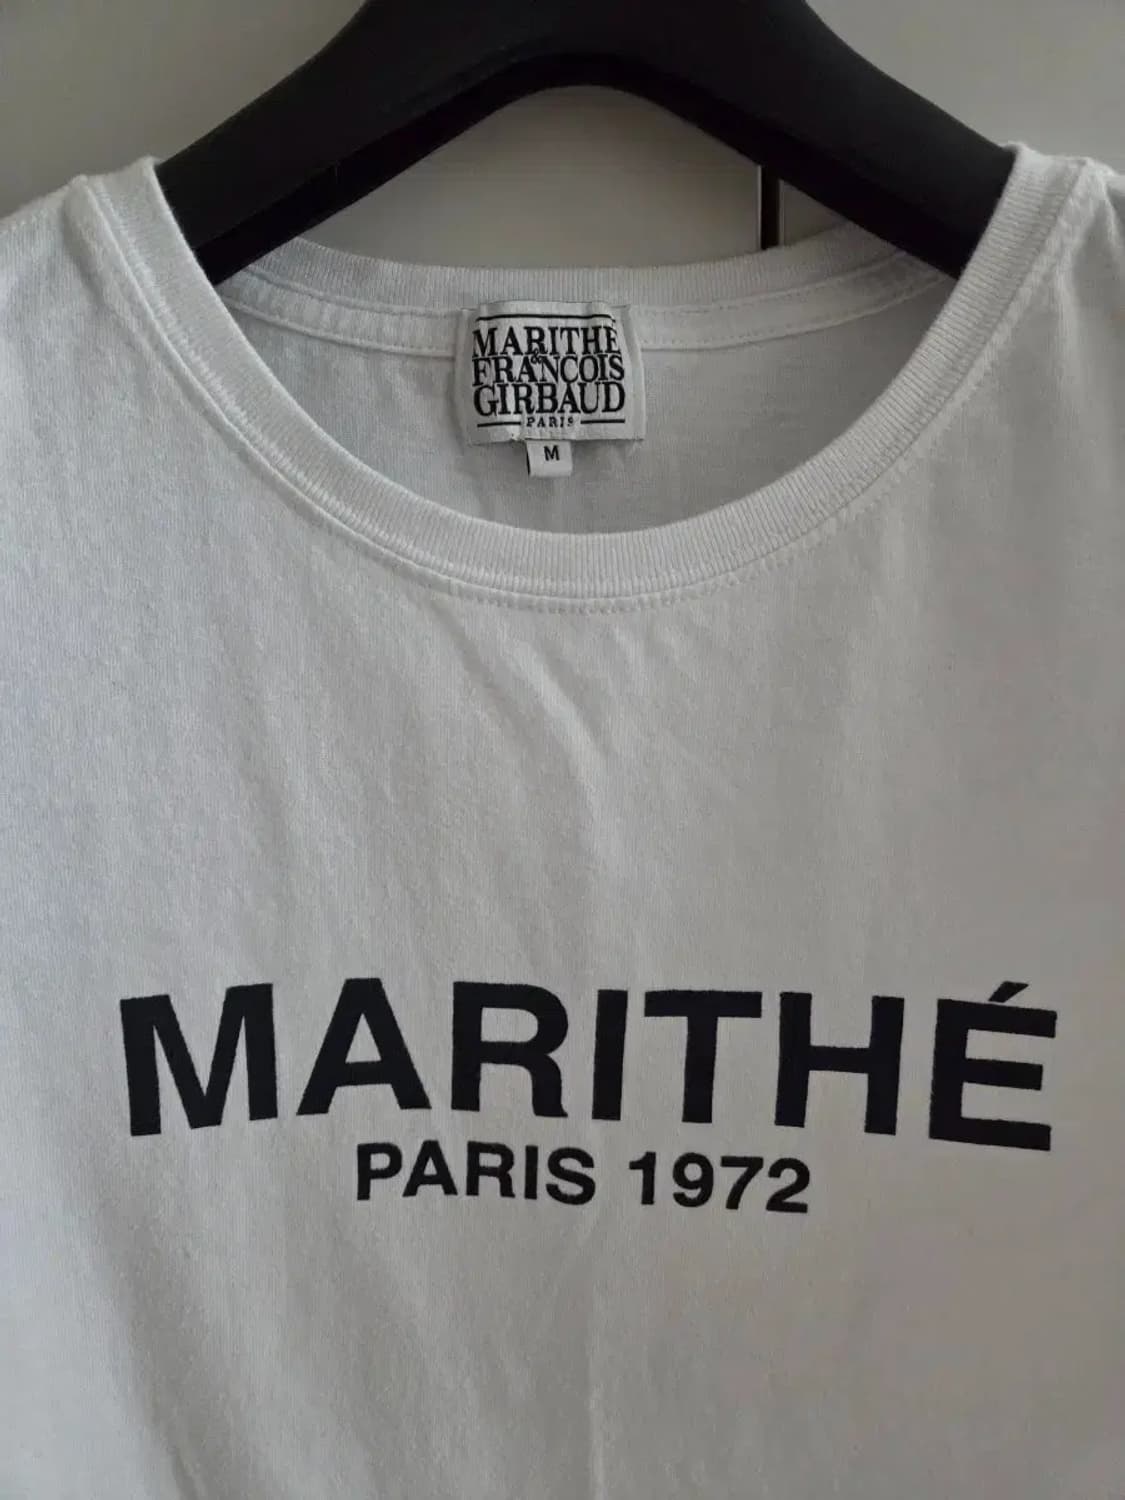 MARITHÉ
&
FRANÇOIS
GIRBAUD
PARIS
M
MARITHÉ
PARIS 1972